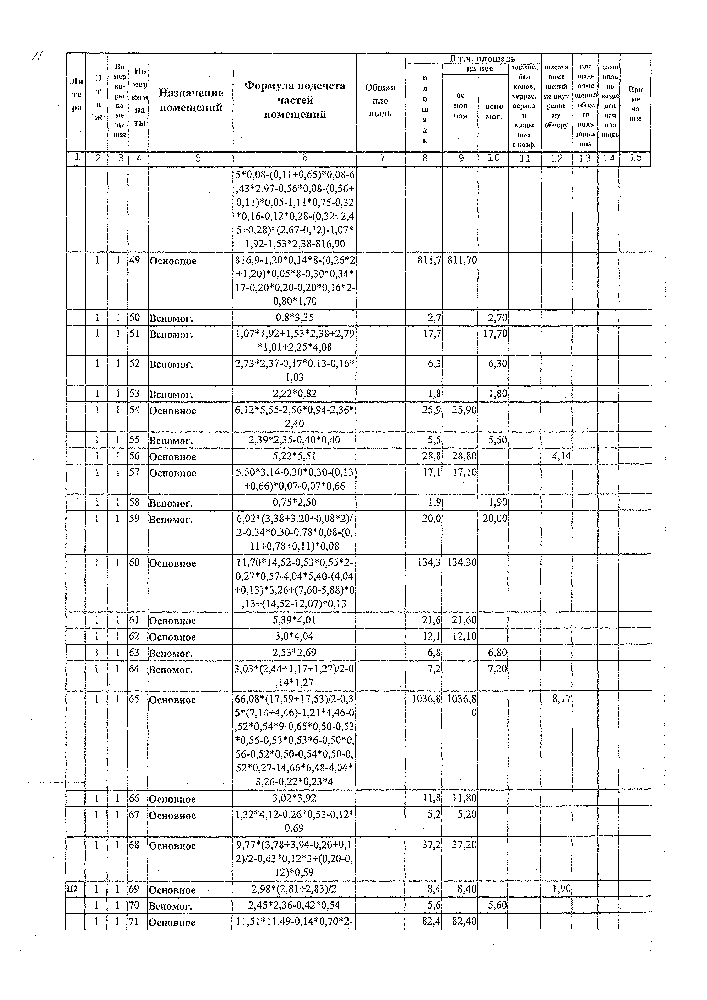 11
Ли
те
ра
Э
т
а
ж
Но
мер
кв-
ры
по
ме
ще
ния
Но
мер
ком
на
ты
Назначение
помещений
Формула подсчета
частей
помещений
Общая
пло
щадь
В т.ч. площадь
п
л
о
щ
а
д
ь
из нее
ос
нов
ная
вспо
мог.
лоджий,
бал
конов,
террас,
веранд
и
кладо
вых
с коэф.
высота
поме
щений
по внут
ренне
му
обмеру
пло
щадь
поме
щений
обще
го
поль
зовыа
ния
само
воль
но
возве
ден
ная
пло
щадь
При
ме
ча
ние
1 2 3 4 5 6 7 8 9 10 11 12 13 14 15
5*0,08-(0,11+0,65)*0,08-6
,43*2,97-0,56*0,08-(0,56+
0,11)*0,05-1,11*0,75-0,32
*0,16-0,12*0,28-(0,32+2,4
5+0,28)*(2,67-0,12)-1,07*
1,92-1,53*2,38-816,90
1 1 49 Основное 816,9-1,20*0,14*8-(0,26*2 811,7 811,70
+1,20)*0,05*8-0,30*0,34*
17-0,20*0,20-0,20*0,16*2-
0,80*1,70
1 1 50 Вспомог. 0,8*3,35 2,7 2,70
1 1 51 Вспомог. 1,07*1,92+1,53*2,38+2,79 17,7 17,70
*1,01+2,25*4,08
1 1 52 Вспомог. 2,73*2,37-0,17*0,13-0,16* 6,3 6,30
1,03
1 1 53 Вспомог. 2,22*0,82 1,8 1,80
1 1 54 Основное 6,12*5,55-2,56*0,94-2,36* 25,9 25,90
2,40
1 1 55 Вспомог. 2,39*2,35-0,40*0,40 5,5 5,50
1 1 56 Основное 5,22*5,51 28,8 28,80 4,14
1 1 57 Основное 5,50*3,14-0,30*0,30-(0,13 17,1 17,10
+0,66)*0,07-0,07*0,66
1 1 58 Вспомог. 0,75*2,50 1,9 1,90
1 1 59 Вспомог. 6,02*(3,38+3,20+0,08*2)/ 20,0 20,00
2-0,34*0,30-0,78*0,08-(0,
11+0,78+0,11)*0,08
1 1 60 Основное 11,70*14,52-0,53*0,55*2- 134,3 134,30
0,27*0,57-4,04*5,40-(4,04
+0,13)*3,26+(7,60-5,88)*0
,13+(14,52-12,07)*0,13
1 1 61 Основное 5,39*4,01 21,6 21,60
1 1 62 Основное 3,0*4,04 12,1 12,10
1 1 63 Вспомог. 2,53*2,69 6,8 6,80
1 1 64 Вспомог. 3,03*(2,44+1,17+1,27)/2-0 7,2 7,20
,14*1,27
1 1 65 Основное 66,08*(17,59+17,53)/2-0,3 1036,8 1036,8 8,17
5*(7,14+4,46)-1,21*4,46-0 0
,52*0,54*9-0,65*0,50-0,53
*0,55-0,53*0,53*6-0,50*0,
56-0,52*0,50-0,54*0,50-0,
52*0,27-14,66*6,48-4,04*
3,26-0,22*0,23*4
1 1 66 Основное 3,02*3,92 11,8 11,80
1 1 67 Основное 1,32*4,12-0,26*0,53-0,12* 5,2 5,20
0,69
1 1 68 Основное 9,77*(3,78+3,94-0,20+0,1 37,2 37,20
2)/2-0,43*0,12*3+(0,20-0,
12)*0,59
Ц2 1 1 69 Основное 2,98*(2,81+2,83)/2 8,4 8,40 1,90
1 1 70 Вспомог. 2,45*2,36-0,42*0,54 5,6 5,60
1 1 71 Основное 11,51*11,49-0,14*0,70*2- 82,4 82,40